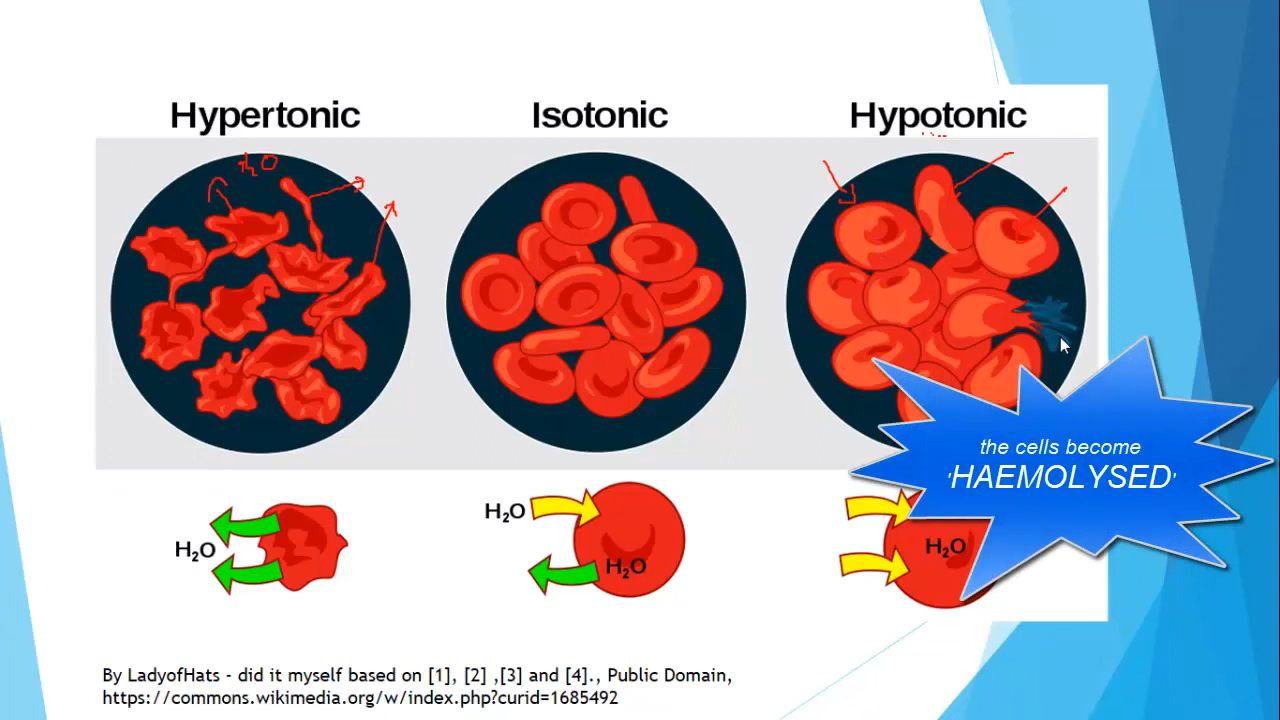 Hypertonic
Isotonic
Hypotonic
H₂O
H₂O
H₂O
H₂O
H₂O
the cells become
'HAEMOLYSED'
By LadyofHats - did it myself based on [1], [2] ,[3] and [4]., Public Domain,
https://commons.wikimedia.org/w/index.php?curid=1685492